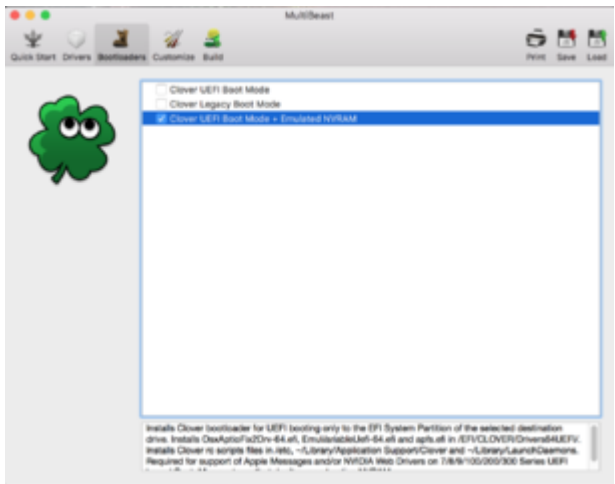 MultiBeast
Quick Start Drivers Bootloaders Customize Build Print Save Load
Clover UEFI Boot Mode
Clover Legacy Boot Mode
Clover UEFI Boot Mode + Emulated NVRAM
Installs Clover bootloader for UEFI booting only to the EFI System Partition of the selected destination
drive. Installs OsxAptioFix2Drv-64.efi, EmuVariableUefi-64.efi and apfs.efi in /EFI/CLOVER/Drivers64UEFI/.
Installs Clover rc scripts files in /etc, ~/Library/Application Support/Clover and ~/Library/LaunchDaemons.
Required for support of Apple Messages and/or NVIDIA Web Drivers on 7/8/9/100/200/300 Series UEFI